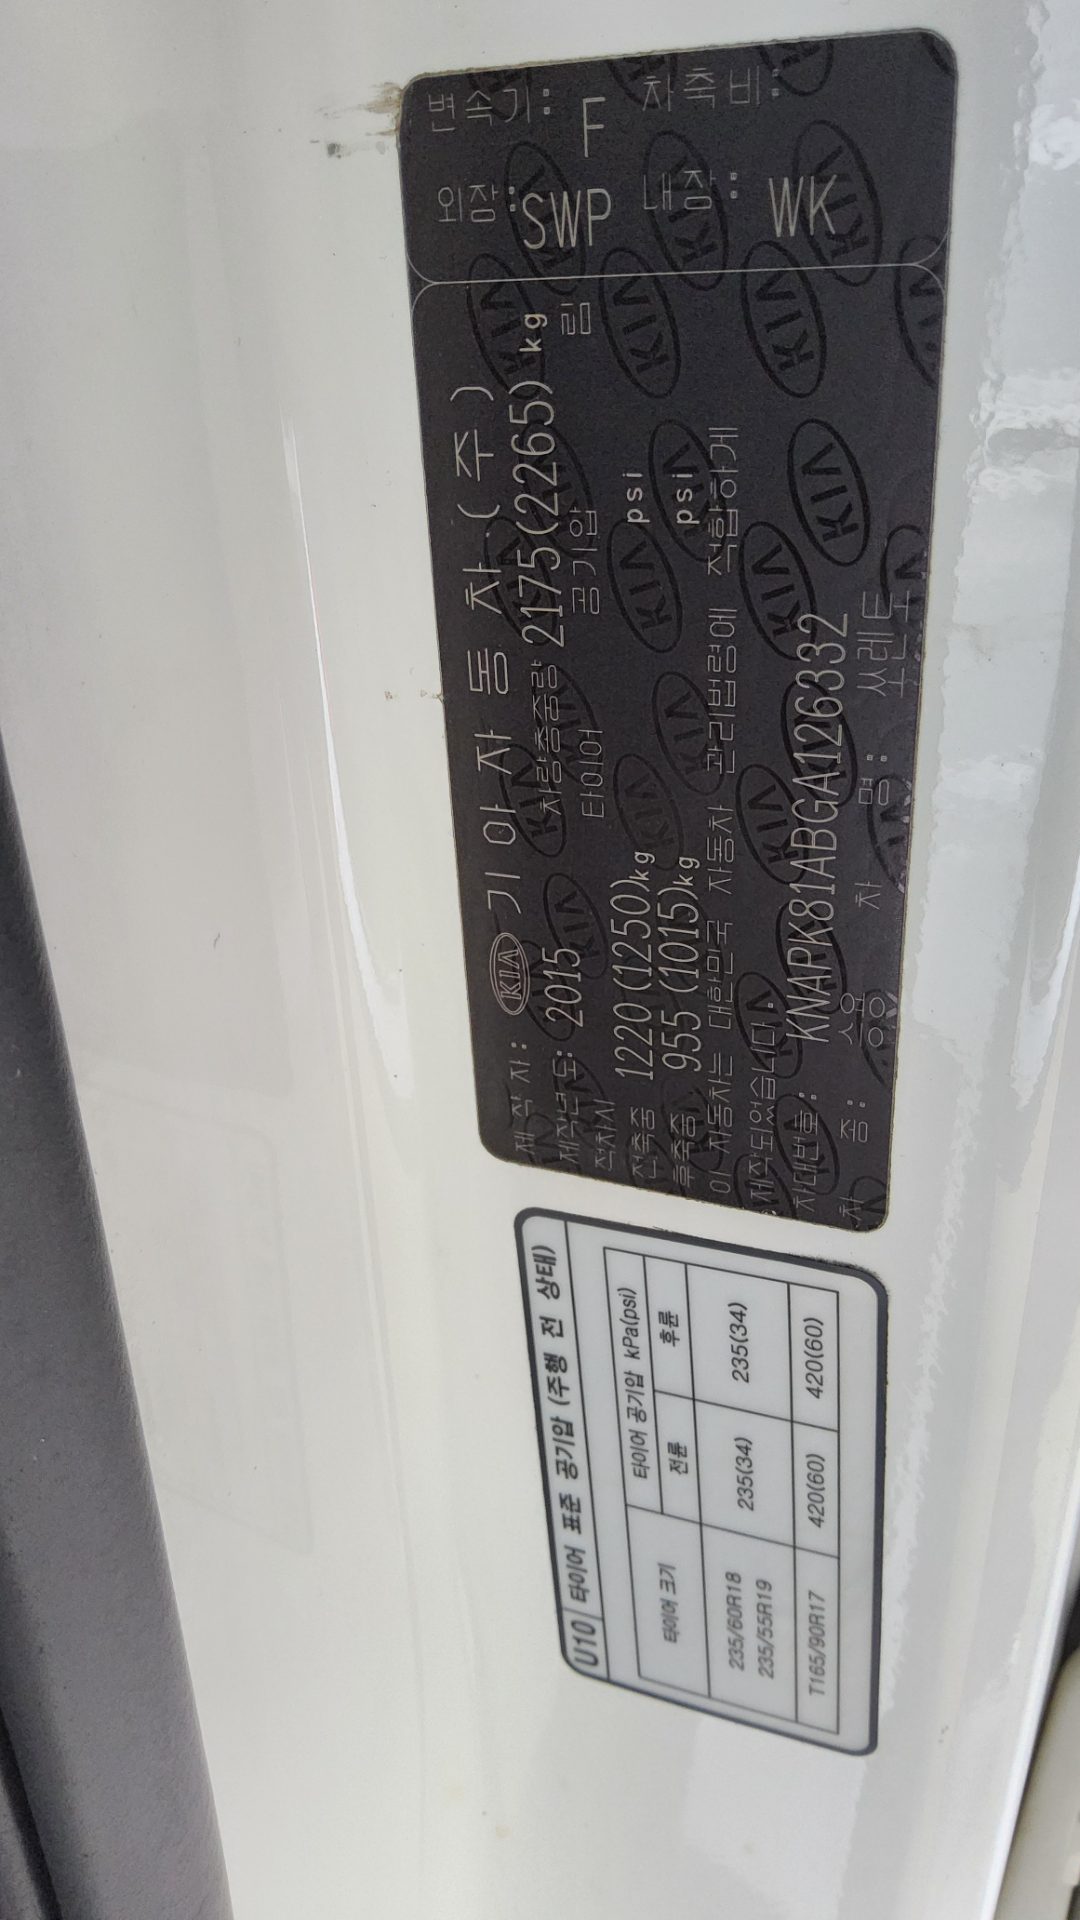 제 작 자: KIA 기 아 자 동 차 (주)
제작년도: 2015 차량총중량 2175(2265) kg
적차시 타이어 공기압 림
전축중 1220(1250)kg psi
후축중 955 (1015)kg psi
이 자동차는 대한민국 자동차 관리법령에 적합하게
제작되었습니다.
차대번호: KNAPK81ABGA126332
차 종: 승용 차 명: 쏘렌토
변속기: F 차축비:
외장: SWP 내장: WK
U10 타이어 표준 공기압 (주행 전 상태)
타이어 크기 타이어 공기압 kPa(psi)
전륜 후륜
235/60R18
235/55R19 235(34) 235(34)
T165/90R17 420(60) 420(60)